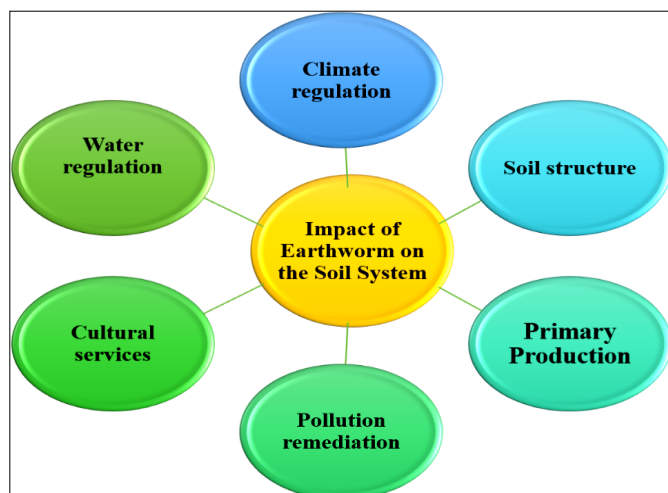 Climate
regulation
Water
regulation
Soil structure
Impact of
Earthworm on
the Soil System
Cultural
services
Primary
Production
Pollution
remediation